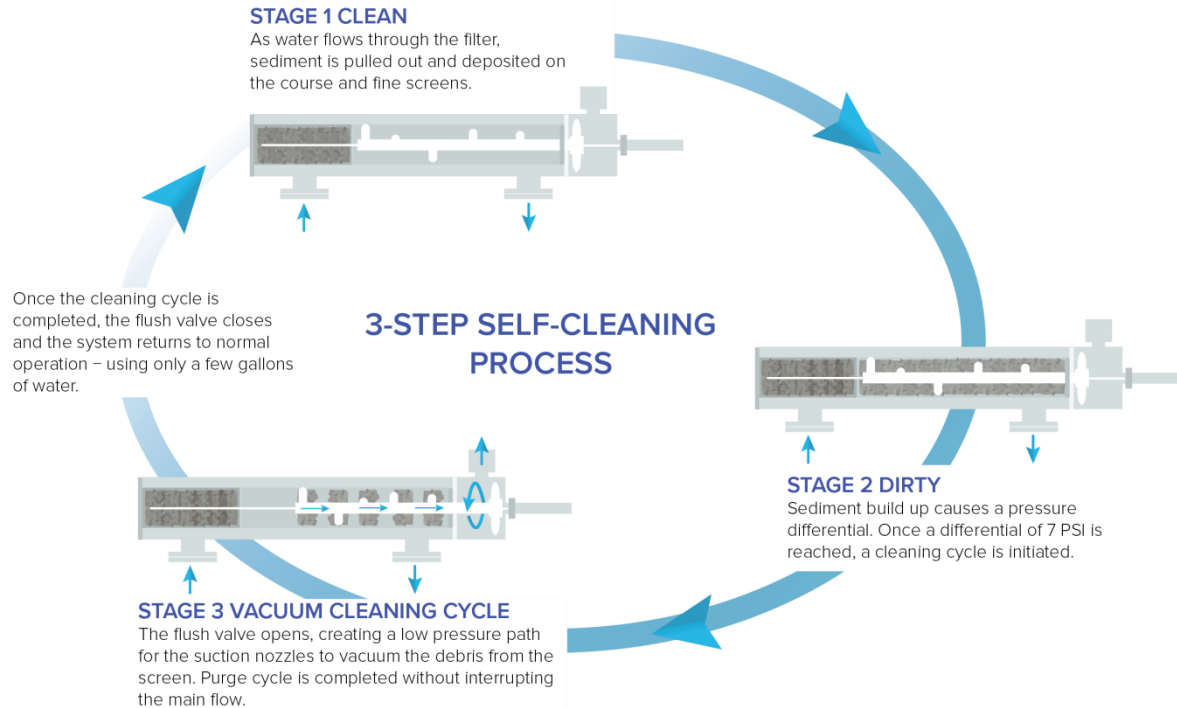 STAGE 1 CLEAN
As water flows through the filter,
sediment is pulled out and deposited on
the course and fine screens.
3-STEP SELF-CLEANING
PROCESS
STAGE 2 DIRTY
Sediment build up causes a pressure
differential. Once a differential of 7 PSI is
reached, a cleaning cycle is initiated.
STAGE 3 VACUUM CLEANING CYCLE
The flush valve opens, creating a low pressure path
for the suction nozzles to vacuum the debris from the
screen. Purge cycle is completed without interrupting
the main flow.
Once the cleaning cycle is
completed, the flush valve closes
and the system returns to normal
operation – using only a few gallons
of water.